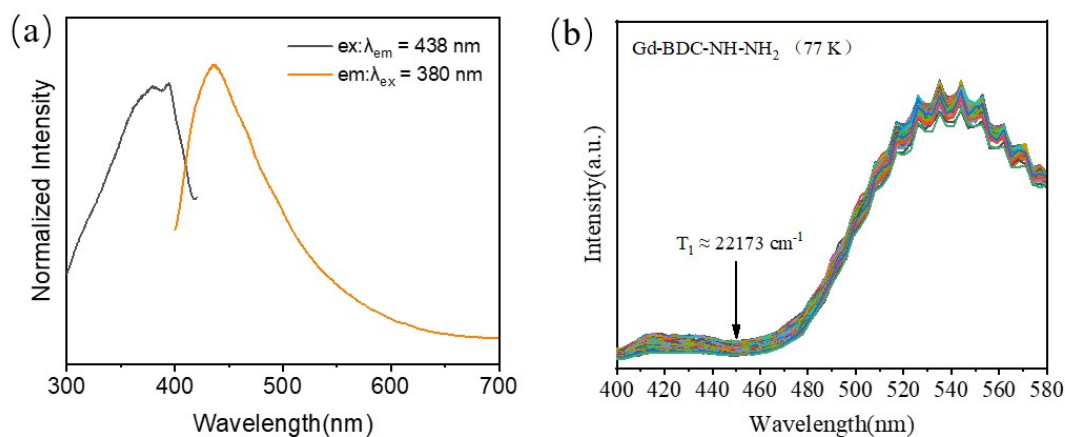 (a)
ex:λem = 438 nm
em:λex = 380 nm
Normalized Intensity
300 400 500 600 700
Wavelength(nm)
(b)
Gd-BDC-NH-NH2 (77 K)
T1 ≈ 22173 cm-1
Intensity(a.u.)
400 420 440 460 480 500 520 540 560 580
Wavelength(nm)